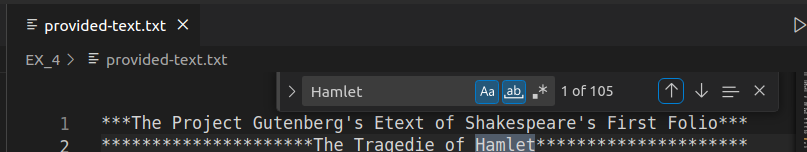 provided-text.txt
EX_4 > provided-text.txt
Hamlet Aa ab .* 1 of 105
1 ***The Project Gutenberg's Etext of Shakespeare's First Folio***
2 *********************The Tragedie of Hamlet*********************